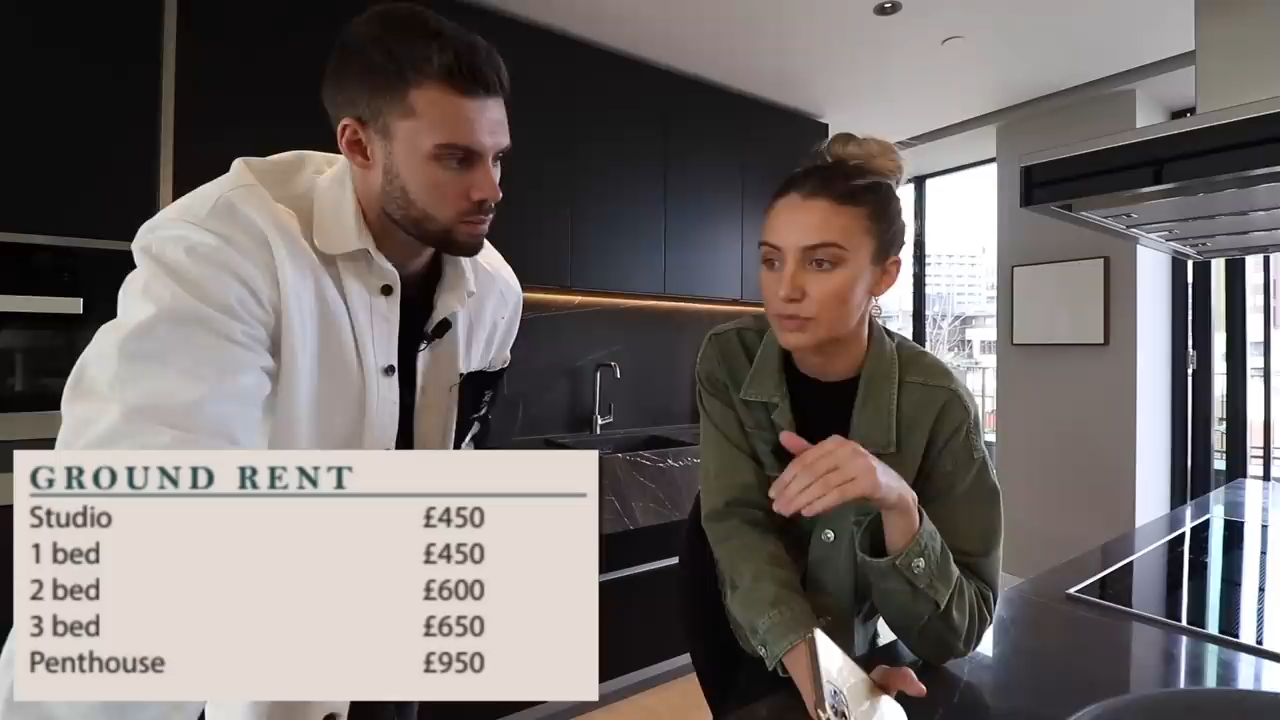 GROUND RENT
Studio £450
1 bed £450
2 bed £600
3 bed £650
Penthouse £950